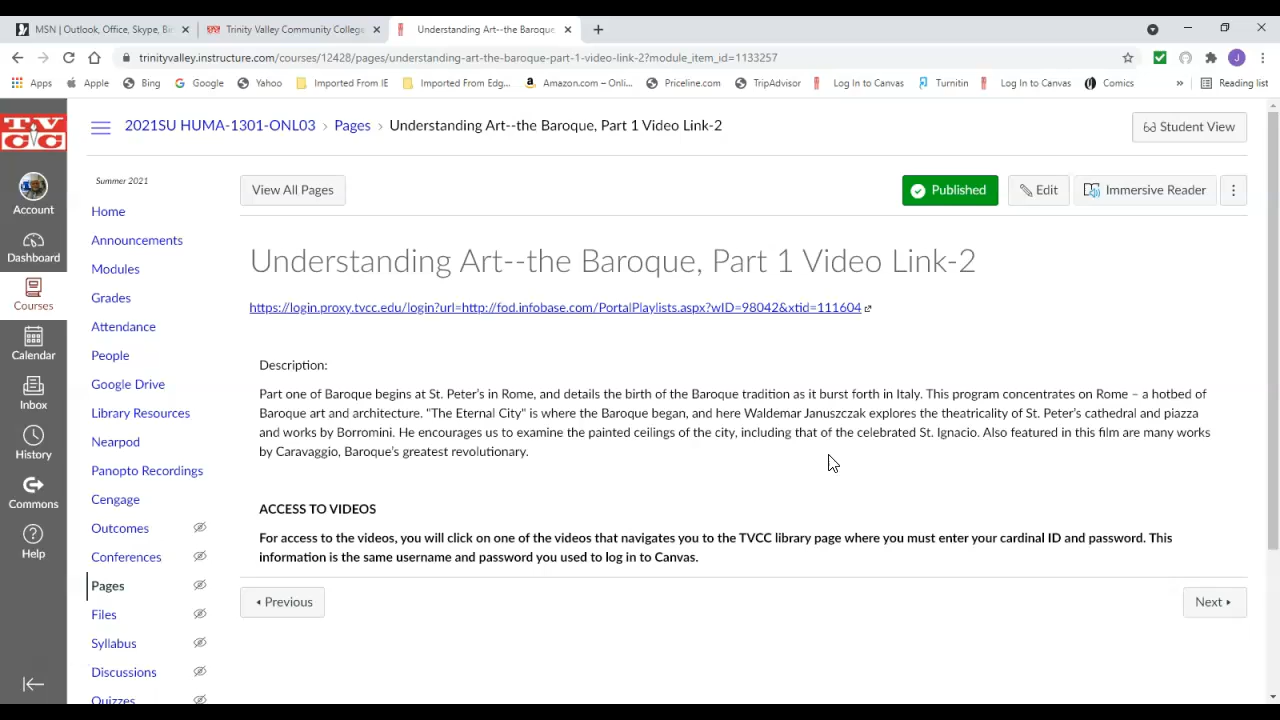 MSN | Outlook, Office, Skype, Bi
Trinity Valley Community College
Understanding Art--the Baroque,
trinityvalley.instructure.com/courses/12428/pages/understanding-art-the-baroque-part-1-video-link-2?module_item_id=1133257
Apps Apple Bing Google Yahoo Imported From IE Imported From Edg... Amazon.com – Onli... Priceline.com TripAdvisor Log In to Canvas Turnitin Log In to Canvas Comics » Reading list
TVCC
2021SU HUMA-1301-ONL03 › Pages › Understanding Art--the Baroque, Part 1 Video Link-2
Student View
Account
Dashboard
Courses
Calendar
Inbox
History
Commons
Help
Summer 2021
Home
Announcements
Modules
Grades
Attendance
People
Google Drive
Library Resources
Nearpod
Panopto Recordings
Cengage
Outcomes
Conferences
Pages
Files
Syllabus
Discussions
Quizzes
View All Pages
Published
Edit
Immersive Reader
Understanding Art--the Baroque, Part 1 Video Link-2
https://login.proxy.tvcc.edu/login?url=http://fod.infobase.com/PortalPlaylists.aspx?wID=98042&xtid=111604
Description:
Part one of Baroque begins at St. Peter's in Rome, and details the birth of the Baroque tradition as it burst forth in Italy. This program concentrates on Rome – a hotbed of
Baroque art and architecture. "The Eternal City" is where the Baroque began, and here Waldemar Januszczak explores the theatricality of St. Peter's cathedral and piazza
and works by Borromini. He encourages us to examine the painted ceilings of the city, including that of the celebrated St. Ignacio. Also featured in this film are many works
by Caravaggio, Baroque's greatest revolutionary.
ACCESS TO VIDEOS
For access to the videos, you will click on one of the videos that navigates you to the TVCC library page where you must enter your cardinal ID and password. This
information is the same username and password you used to log in to Canvas.
Previous
Next